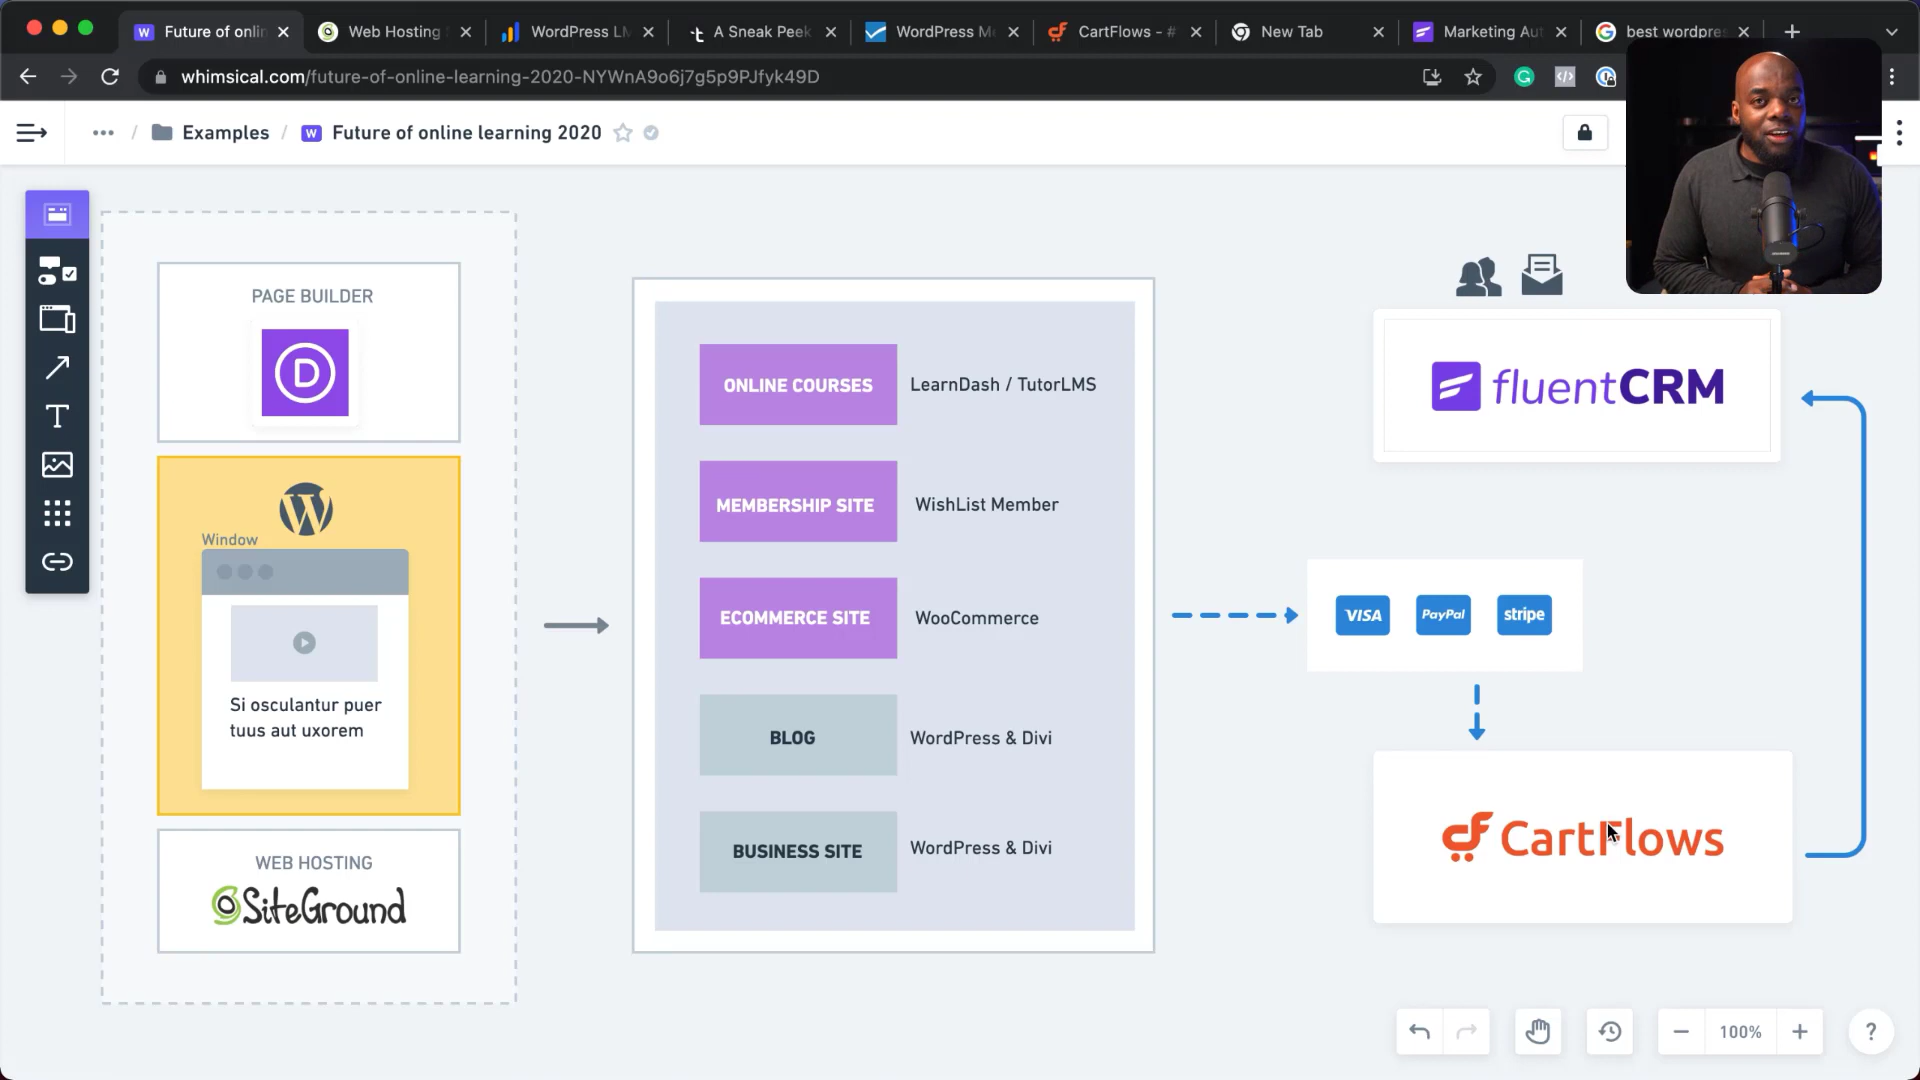 Future of onlin
Web Hosting
WordPress LM
A Sneak Peek
WordPress Me
CartFlows - #
New Tab
Marketing Aut
best wordpres
whimsical.com/future-of-online-learning-2020-NYWnA9o6j7g5p9PJfyk49D
Examples / Future of online learning 2020
PAGE BUILDER
D
Window
Si osculantur puer
tuus aut uxorem
WEB HOSTING
SiteGround
ONLINE COURSES LearnDash / TutorLMS
MEMBERSHIP SITE WishList Member
ECOMMERCE SITE WooCommerce
BLOG WordPress & Divi
BUSINESS SITE WordPress & Divi
fluentCRM
VISA PayPal stripe
CartFlows
100%